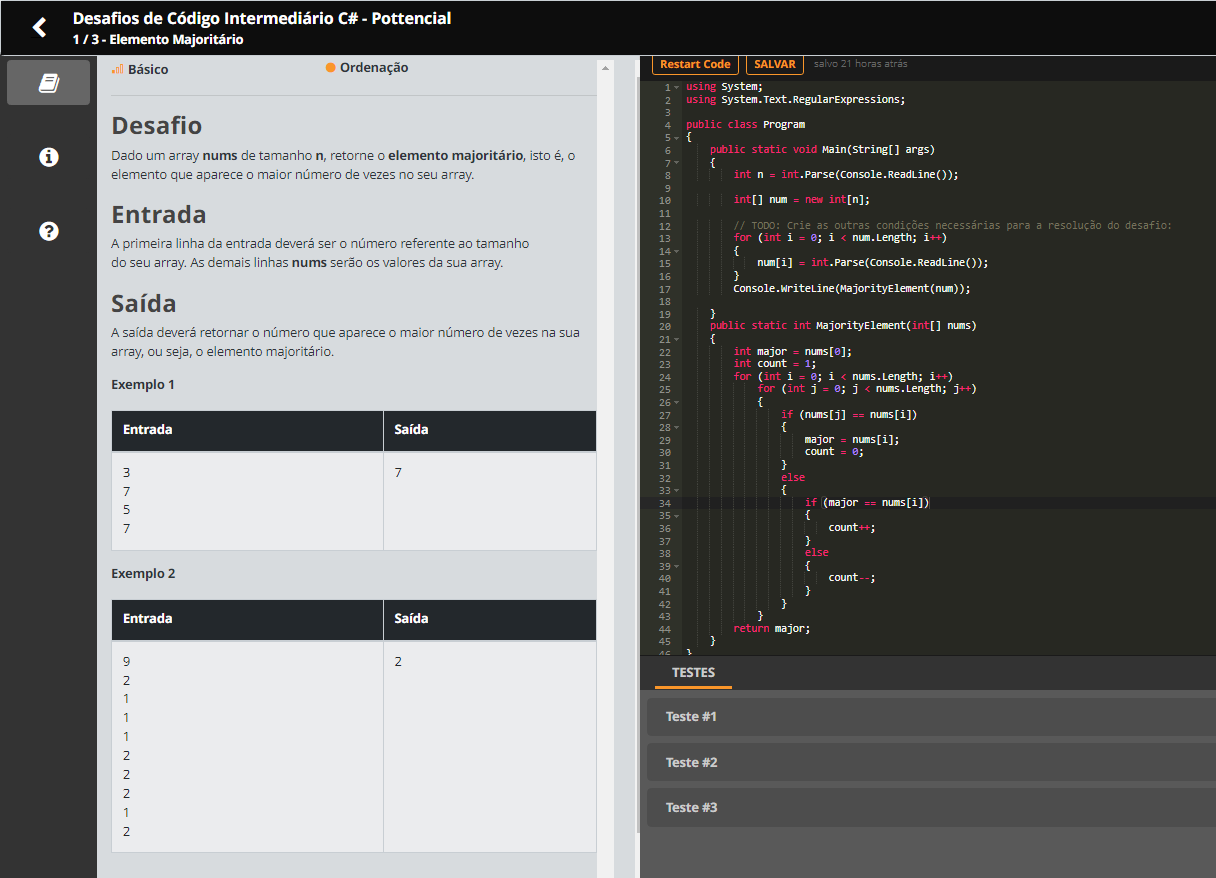 Desafios de Código Intermediário C# - Pottencial
1 / 3 - Elemento Majoritário
Básico
Ordenação
Desafio
Dado um array nums de tamanho n, retorne o elemento majoritário, isto é, o
elemento que aparece o maior número de vezes no seu array.
Entrada
A primeira linha da entrada deverá ser o número referente ao tamanho
do seu array. As demais linhas nums serão os valores da sua array.
Saída
A saída deverá retornar o número que aparece o maior número de vezes na sua
array, ou seja, o elemento majoritário.
Exemplo 1
Entrada Saída
3 7
7
5
7
Exemplo 2
Entrada Saída
9 2
2
1
1
1
2
2
2
1
2
Restart Code SALVAR salvo 21 horas atrás
1 using System;
2 using System.Text.RegularExpressions;
3
4 public class Program
5 {
6 public static void Main(String[] args)
7 {
8 int n = int.Parse(Console.ReadLine());
9
10 int[] num = new int[n];
11
12 // TODO: Crie as outras condições necessárias para a resolução do desafio:
13 for (int i = 0; i < num.Length; i++)
14 {
15 num[i] = int.Parse(Console.ReadLine());
16 }
17 Console.WriteLine(MajorityElement(num));
18
19 }
20 public static int MajorityElement(int[] nums)
21 {
22 int major = nums[0];
23 int count = 1;
24 for (int i = 0; i < nums.Length; i++)
25 for (int j = 0; j < nums.Length; j++)
26 {
27 if (nums[j] == nums[i])
28 {
29 major = nums[i];
30 count = 0;
31 }
32 else
33 {
34 if (major == nums[i])
35 {
36 count++;
37 }
38 else
39 {
40 count--;
41 }
42 }
43 }
44 return major;
45 }
46 }
TESTES
Teste #1
Teste #2
Teste #3